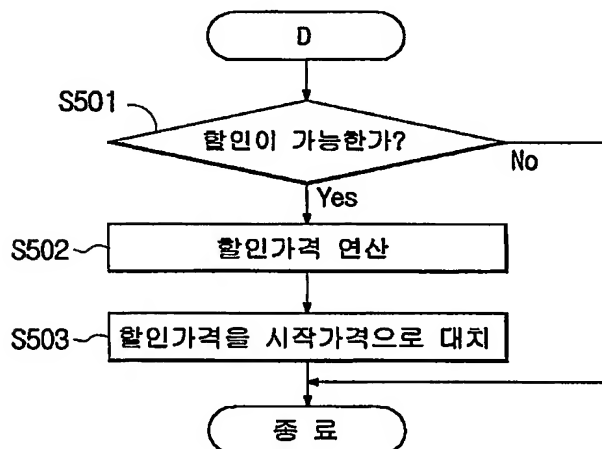 D
S501
할인이 가능한가?
No
Yes
S502
할인가격 연산
S503
할인가격을 시작가격으로 대치
종 료